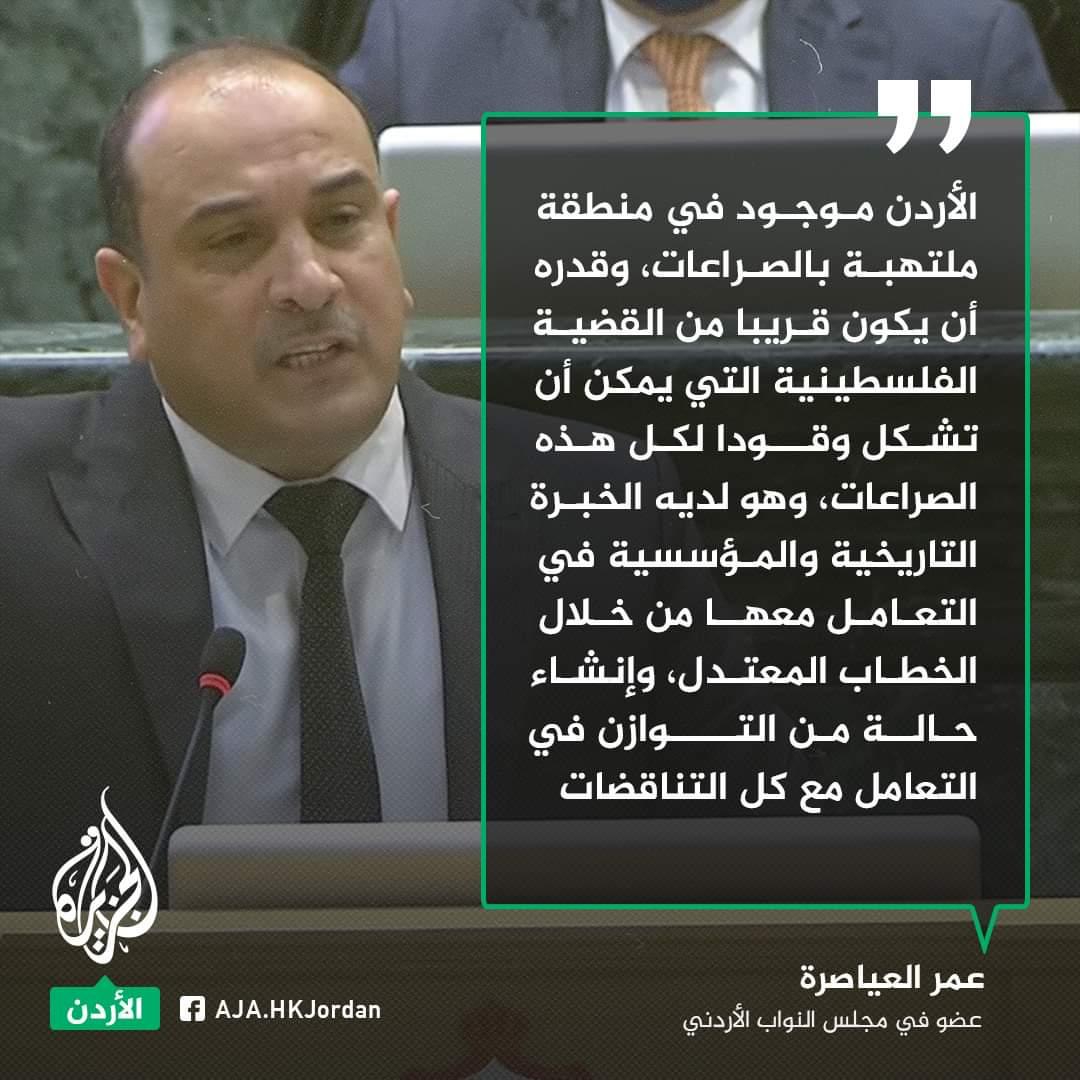 الأردن موجود في منطقة
ملتهبة بالصراعات، وقدره
أن يكون قريبا من القضية
الفلسطينية التي يمكن أن
تشكل وقودا لكل هذه
الصراعات، وهو لديه الخبرة
التاريخية والمؤسسية في
التعامل معها من خلال
الخطاب المعتدل، وإنشاء
حالة من التوازن في
التعامل مع كل التناقضات
عمر العياصرة
عضو في مجلس النواب الأردني
الجزيرة
الأردن
AJA.HKJordan